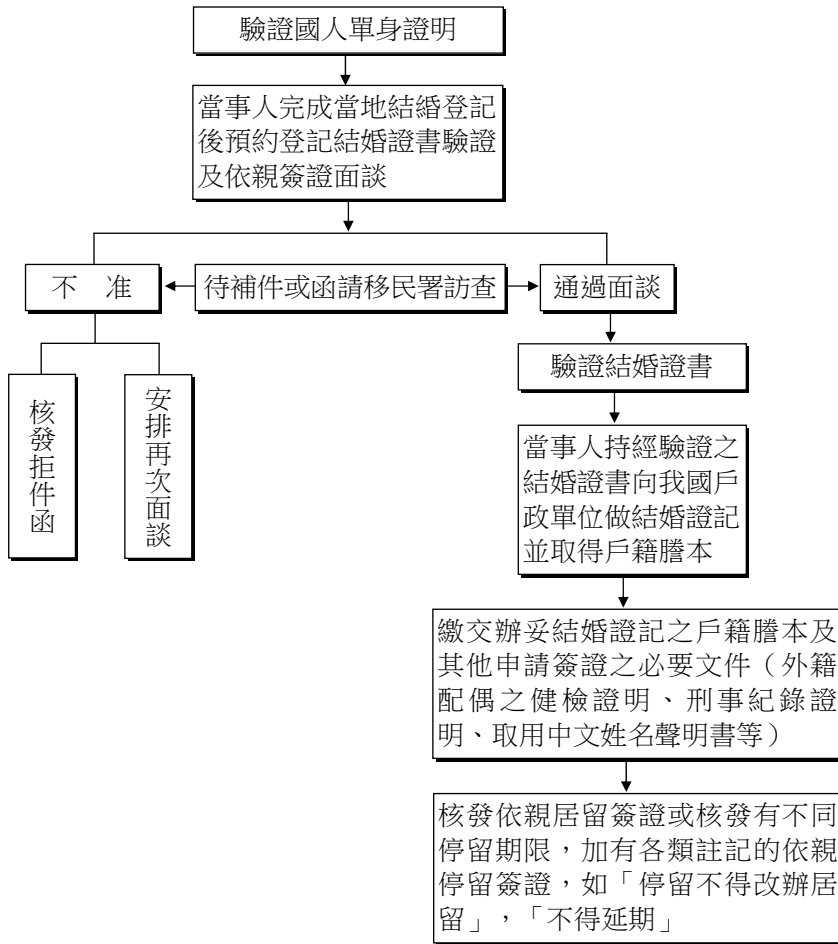 驗證國人單身證明
當事人完成當地結婚登記
後預約登記結婚證書驗證
及依親簽證面談
不 准
待補件或函請移民署訪查
通過面談
核發拒件函
安排再次面談
驗證結婚證書
當事人持經驗證之
結婚證書向我國戶
政單位做結婚證記
並取得戶籍謄本
繳交辦妥結婚證記之戶籍謄本及
其他申請簽證之必要文件（外籍
配偶之健檢證明、刑事紀錄證
明、取用中文姓名聲明書等）
核發依親居留簽證或核發有不同
停留期限，加有各類註記的依親
停留簽證，如「停留不得改辦居
留」，「不得延期」